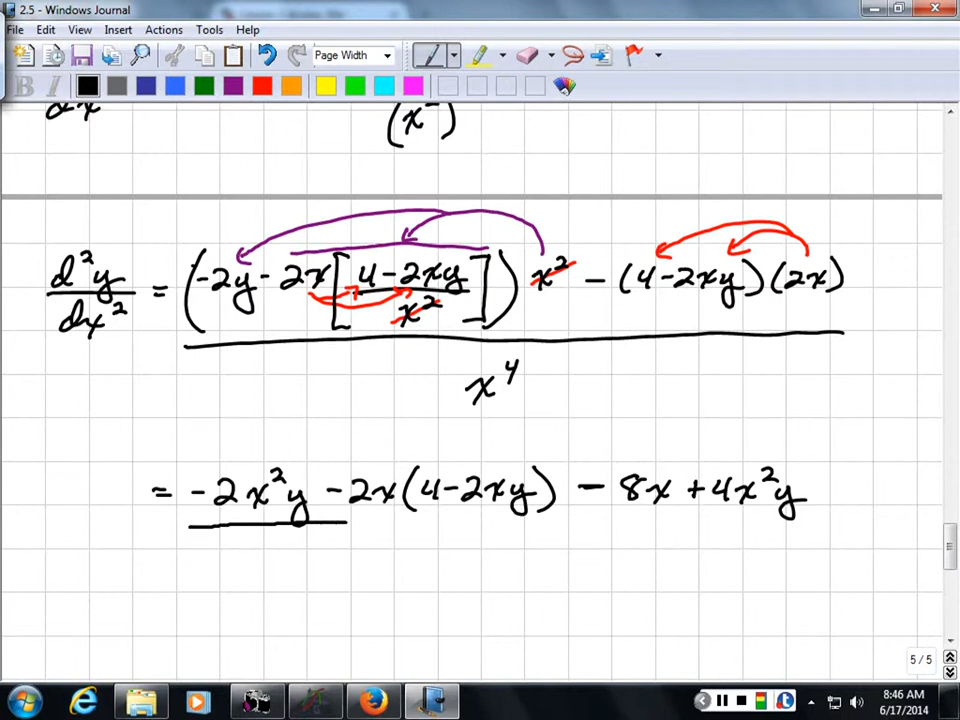 2.5 - Windows Journal
File Edit View Insert Actions Tools Help
Page Width
B I
dx (x²)
d²y/dx² = ((-2y - 2x[(4-2xy)/x²])x² - (4-2xy)(2x))/x⁴
= -2x²y - 2x(4-2xy) - 8x + 4x²y
5 / 5
8:46 AM
6/17/2014